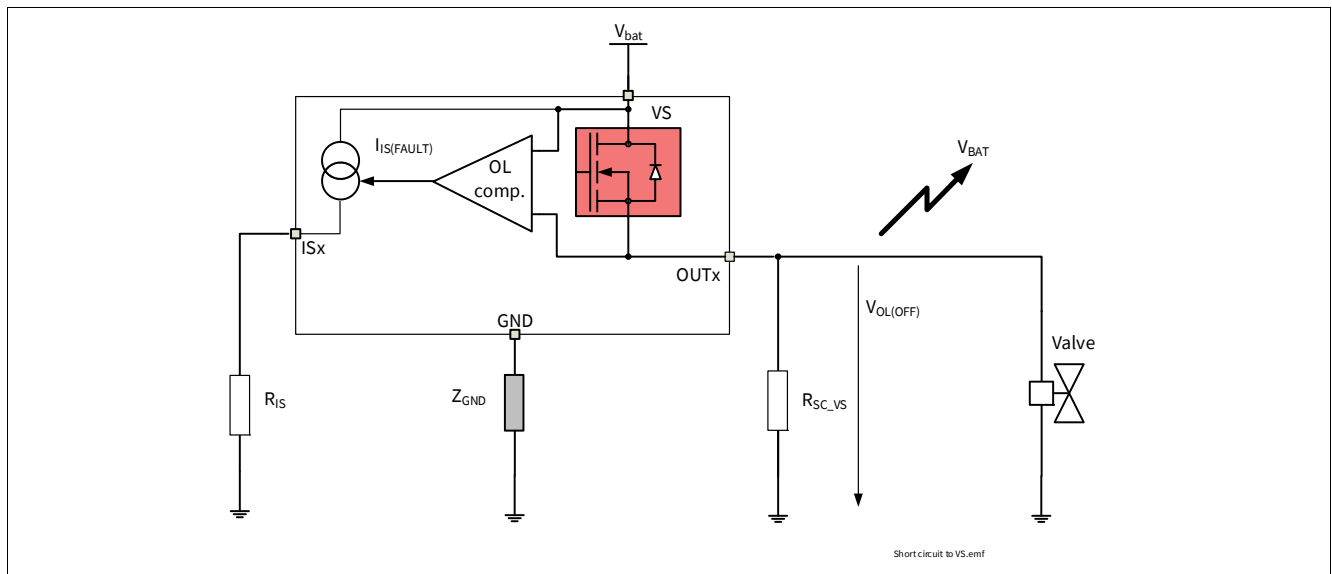 Vbat
VS
IIS(FAULT)
OL
comp.
VBAT
ISx
OUTx
VOL(OFF)
GND
Valve
RIS
ZGND
RSC_VS
Short circuit to VS.emf